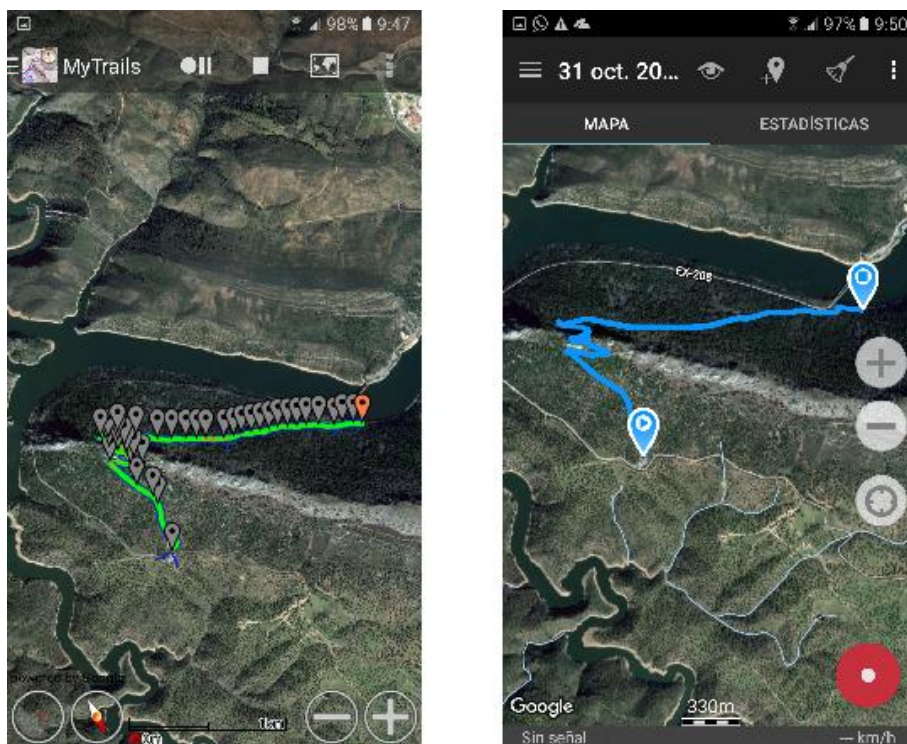 98% 9:47
MyTrails
powered by Google
0m 1km
97% 9:50
31 oct. 20...
MAPA ESTADÍSTICAS
EX-208
Google 330m
Sin señal --- km/h